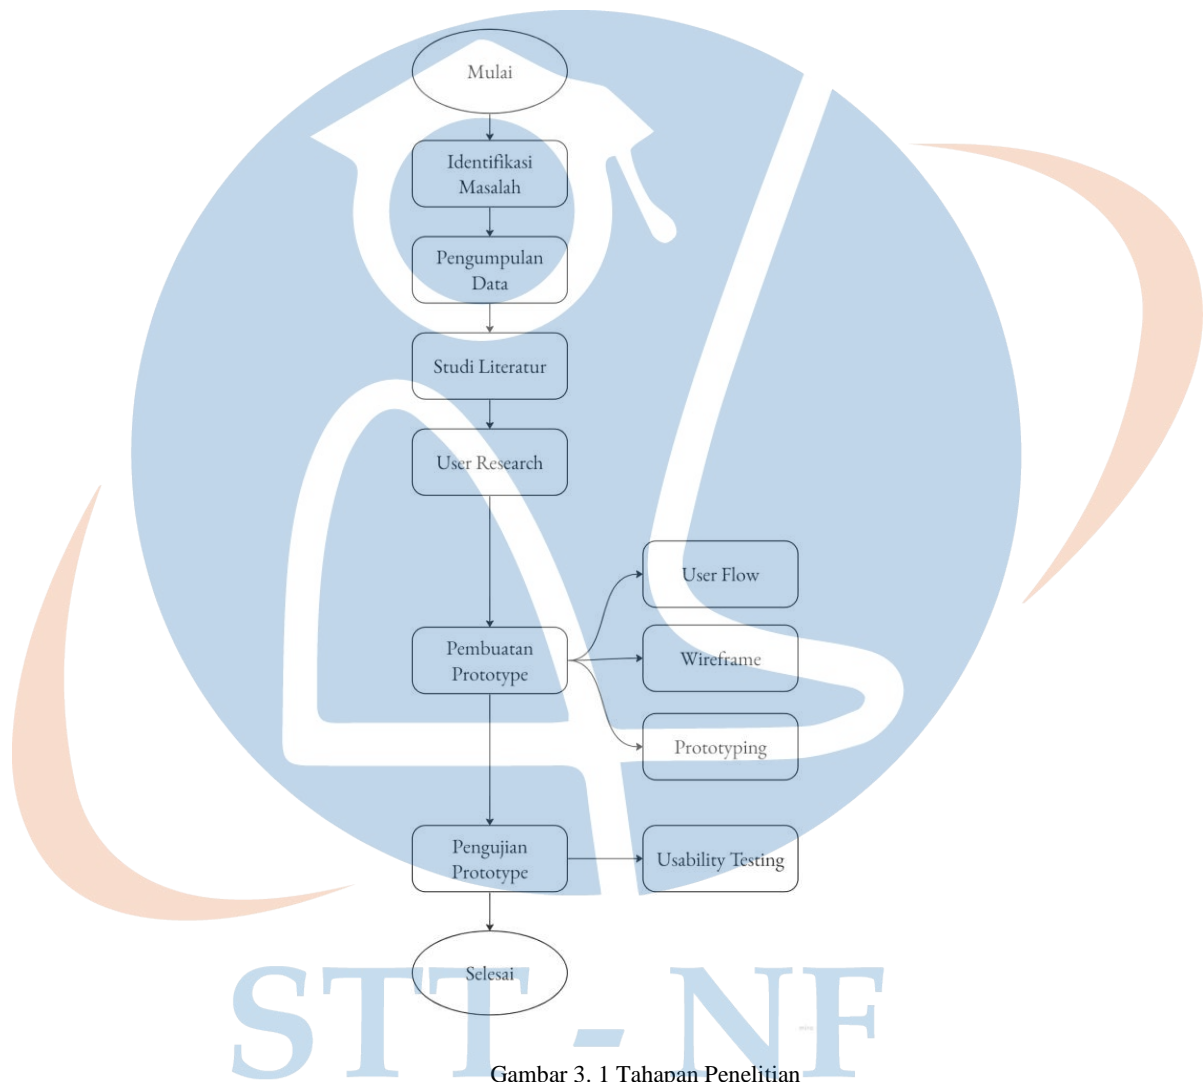 Mulai
Identifikasi
Masalah
Pengumpulan
Data
Studi Literatur
User Research
User Flow
Pembuatan
Prototype
Wireframe
Prototyping
Pengujian
Prototype
Usability Testing
Selesai
STT - NF
Gambar 3. 1 Tahapan Penelitian